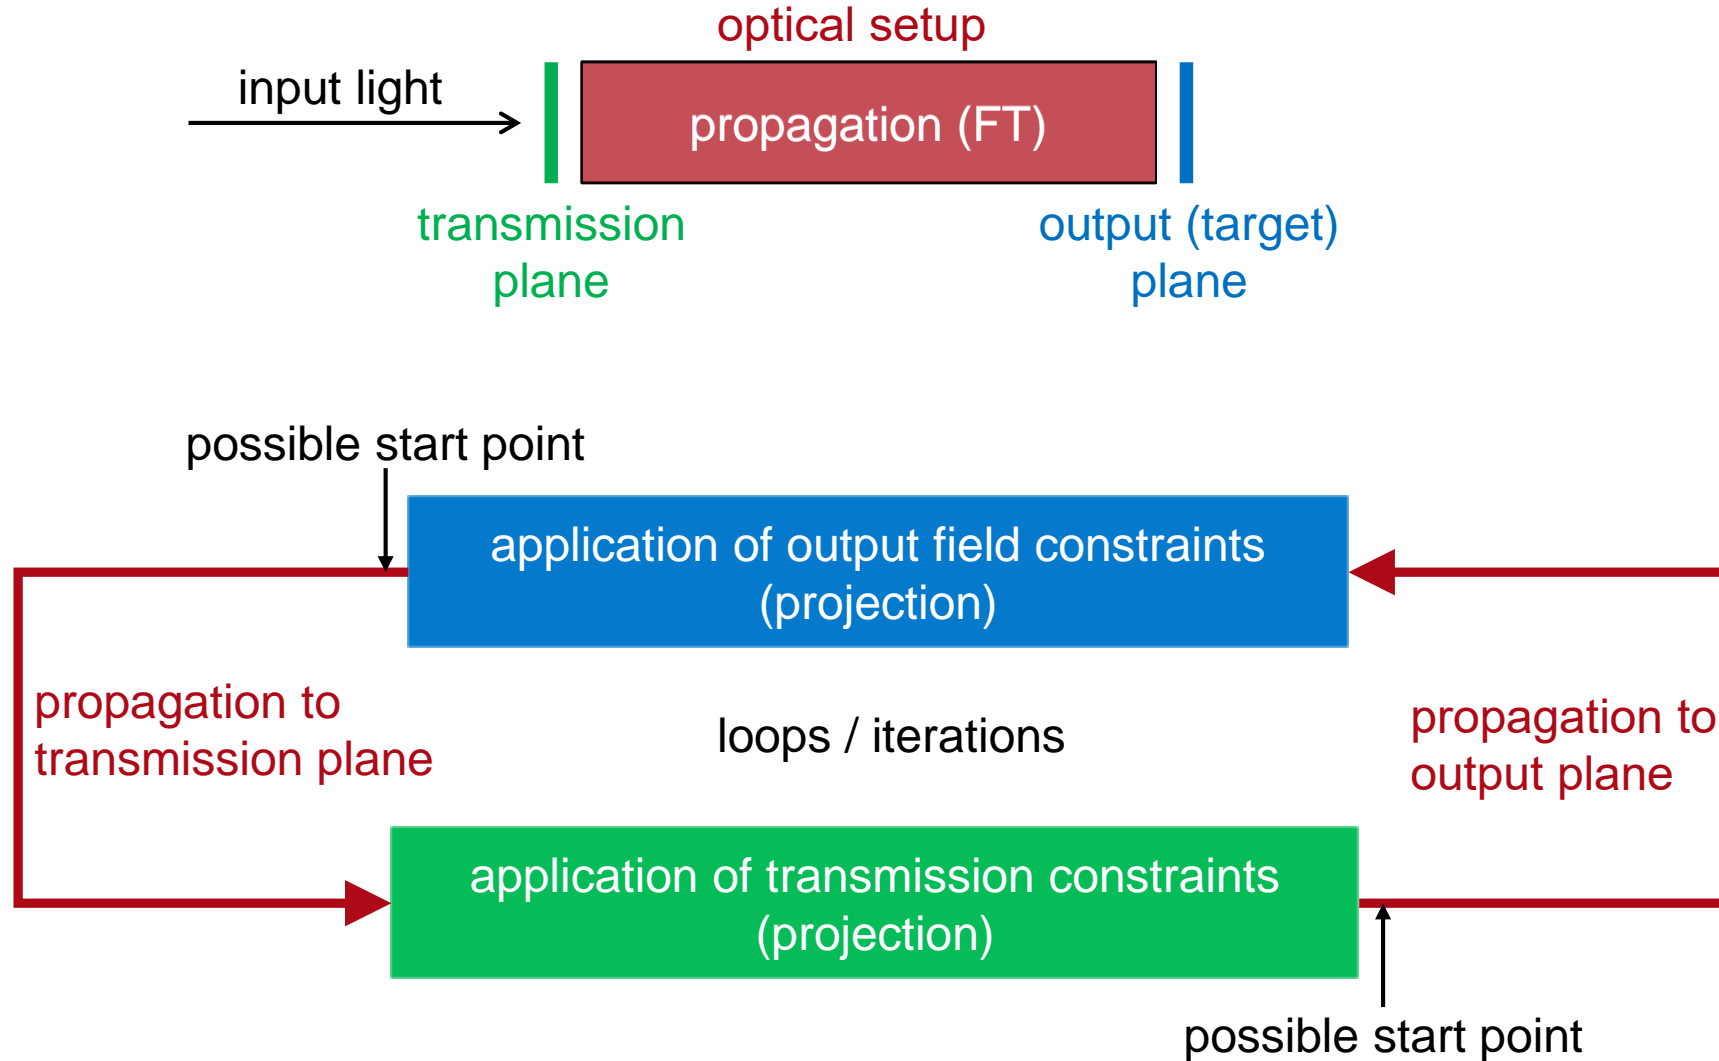 optical setup
input light
propagation (FT)
transmission
plane
output (target)
plane
possible start point
application of output field constraints
(projection)
propagation to
transmission plane
loops / iterations
propagation to
output plane
application of transmission constraints
(projection)
possible start point